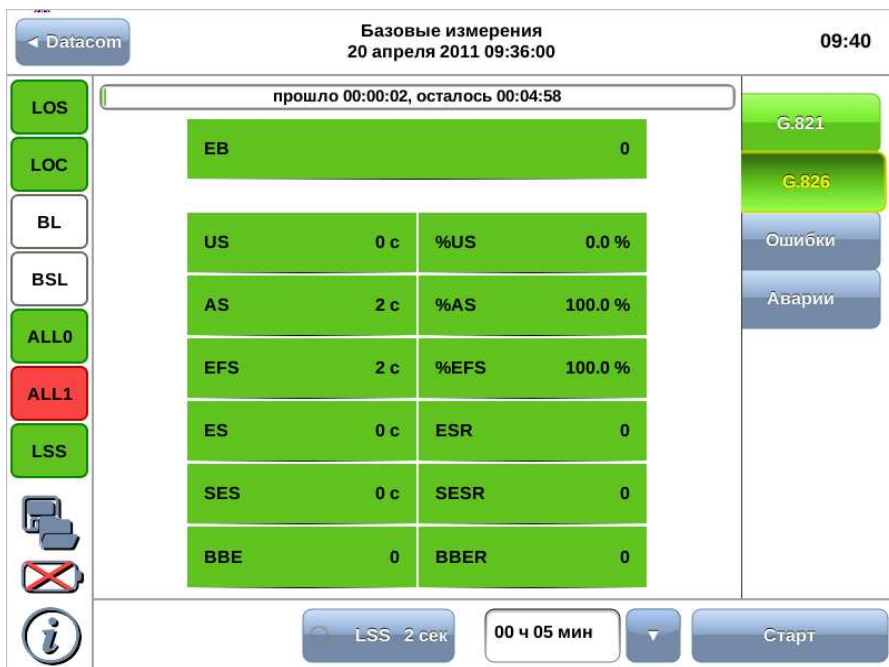 ◄ Datacom
Базовые измерения
20 апреля 2011 09:36:00
09:40
прошло 00:00:02, осталось 00:04:58
LOS
LOC
BL
BSL
ALL0
ALL1
LSS
EB 0
US 0 с %US 0.0 %
AS 2 с %AS 100.0 %
EFS 2 с %EFS 100.0 %
ES 0 с ESR 0
SES 0 с SESR 0
BBE 0 BBER 0
G.821
G.826
Ошибки
Аварии
i
LSS 2 сек
00 ч 05 мин
▼
Старт